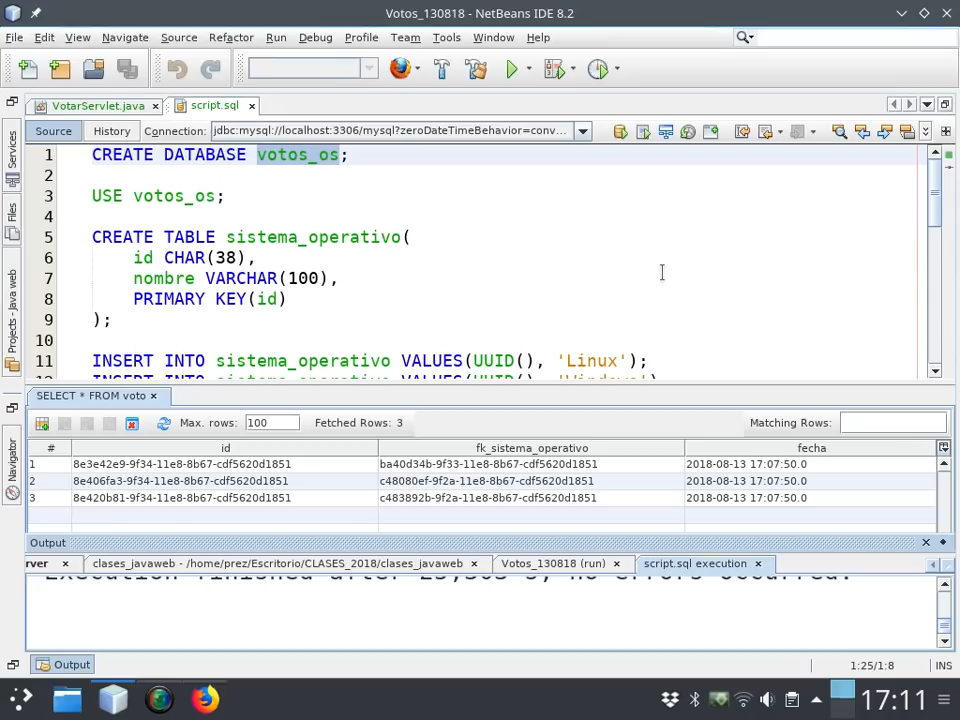 Votos_130818 - NetBeans IDE 8.2
File Edit View Navigate Source Refactor Run Debug Profile Team Tools Window Help
VotarServlet.java script.sql
Source History Connection: jdbc:mysql://localhost:3306/mysql?zeroDateTimeBehavior=conv...
1 CREATE DATABASE votos_os;
2
3 USE votos_os;
4
5 CREATE TABLE sistema_operativo(
6 id CHAR(38),
7 nombre VARCHAR(100),
8 PRIMARY KEY(id)
9 );
10
11 INSERT INTO sistema_operativo VALUES(UUID(), 'Linux');
Services
Files
Projects - Java web
Navigator
SELECT * FROM voto
Max. rows: 100 Fetched Rows: 3 Matching Rows:
# id fk_sistema_operativo fecha
1 8e3e42e9-9f34-11e8-8b67-cdf5620d1851 ba40d34b-9f33-11e8-8b67-cdf5620d1851 2018-08-13 17:07:50.0
2 8e406fa3-9f34-11e8-8b67-cdf5620d1851 c48080ef-9f2a-11e8-8b67-cdf5620d1851 2018-08-13 17:07:50.0
3 8e420b81-9f34-11e8-8b67-cdf5620d1851 c483892b-9f2a-11e8-8b67-cdf5620d1851 2018-08-13 17:07:50.0
Output
rver clases_javaweb - /home/prez/Escritorio/CLASES_2018/clases_javaweb Votos_130818 (run) script.sql execution
Output 1:25/1:8 INS
17:11